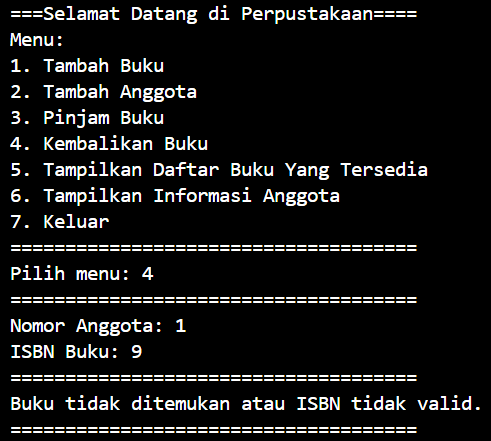 ===Selamat Datang di Perpustakaan====
Menu:
1. Tambah Buku
2. Tambah Anggota
3. Pinjam Buku
4. Kembalikan Buku
5. Tampilkan Daftar Buku Yang Tersedia
6. Tampilkan Informasi Anggota
7. Keluar
=====================================
Pilih menu: 4
=====================================
Nomor Anggota: 1
ISBN Buku: 9
=====================================
Buku tidak ditemukan atau ISBN tidak valid.
=====================================